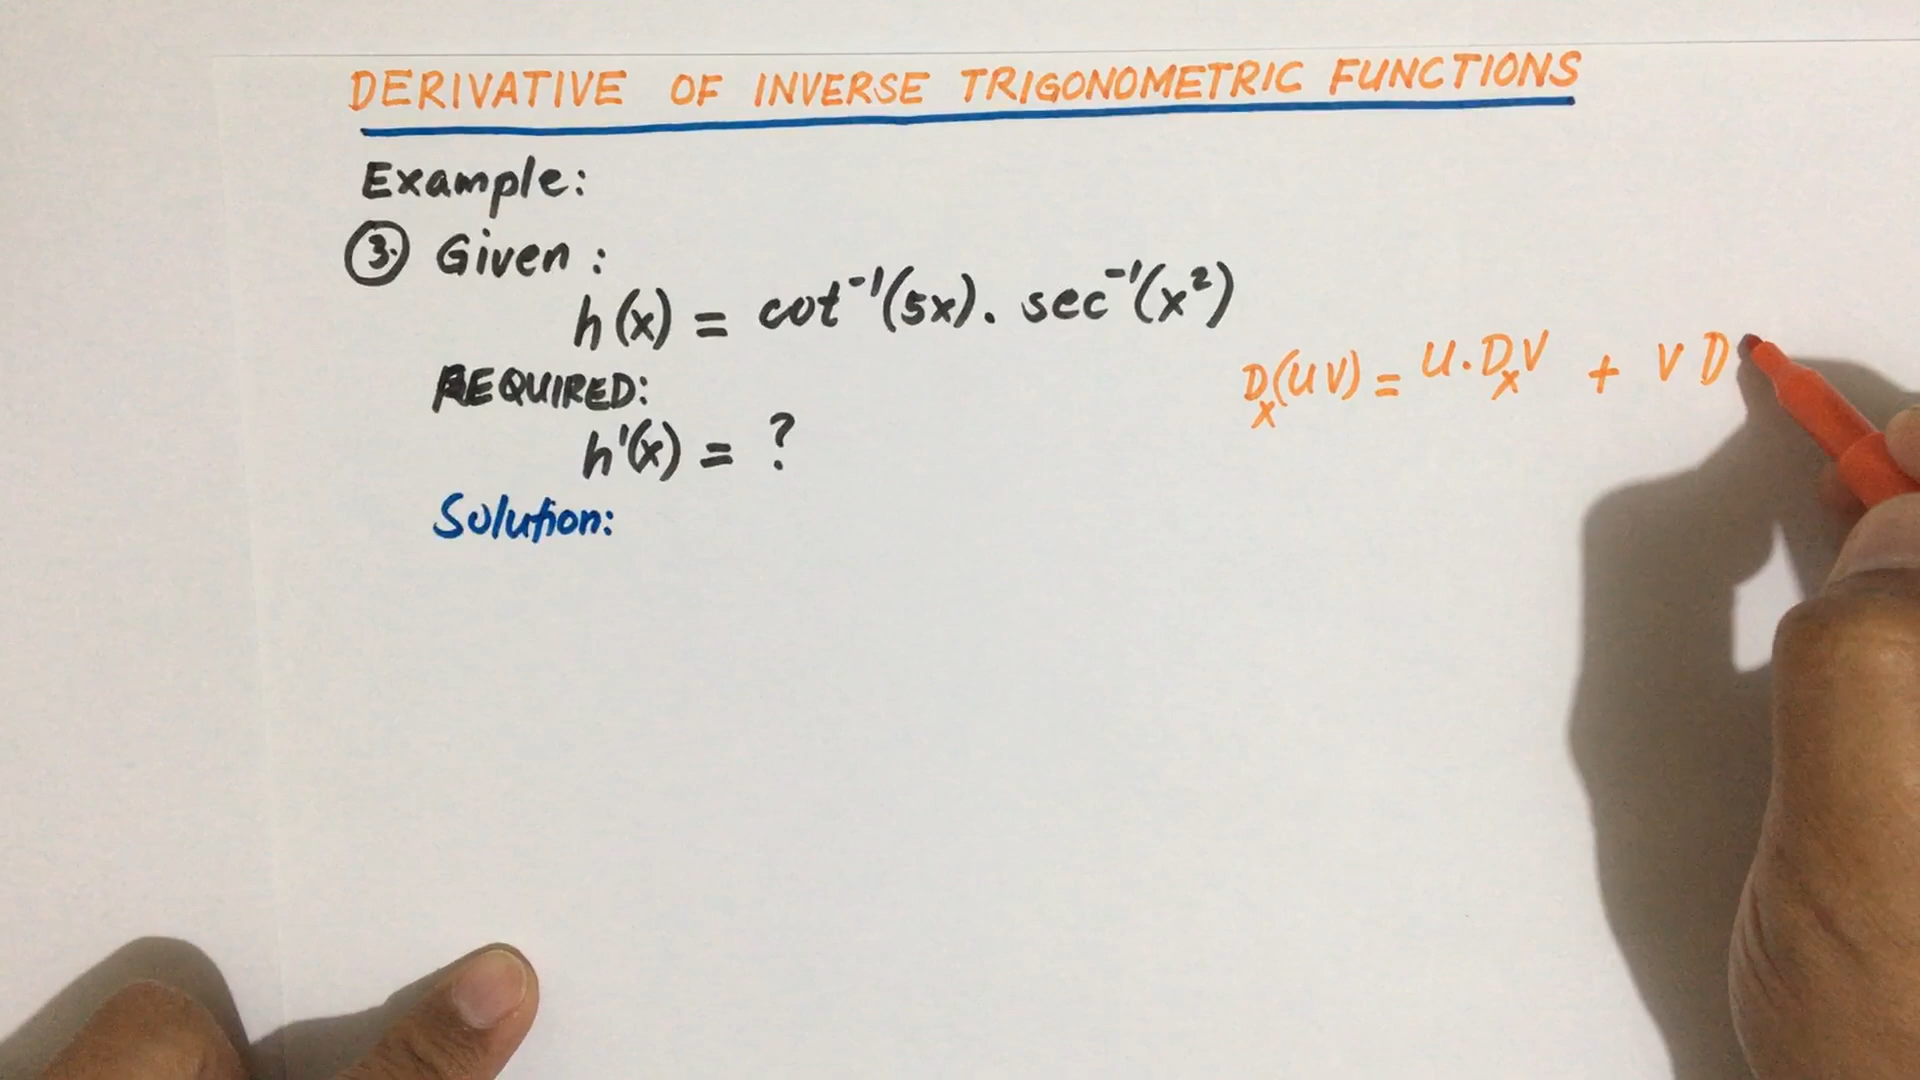 DERIVATIVE OF INVERSE TRIGONOMETRIC FUNCTIONS
Example:
③ Given :
h(x) = cot⁻¹(5x). sec⁻¹(x²)
Dₓ(UV) = U.DₓV + V D
REQUIRED:
h'(x) = ?
Solution: